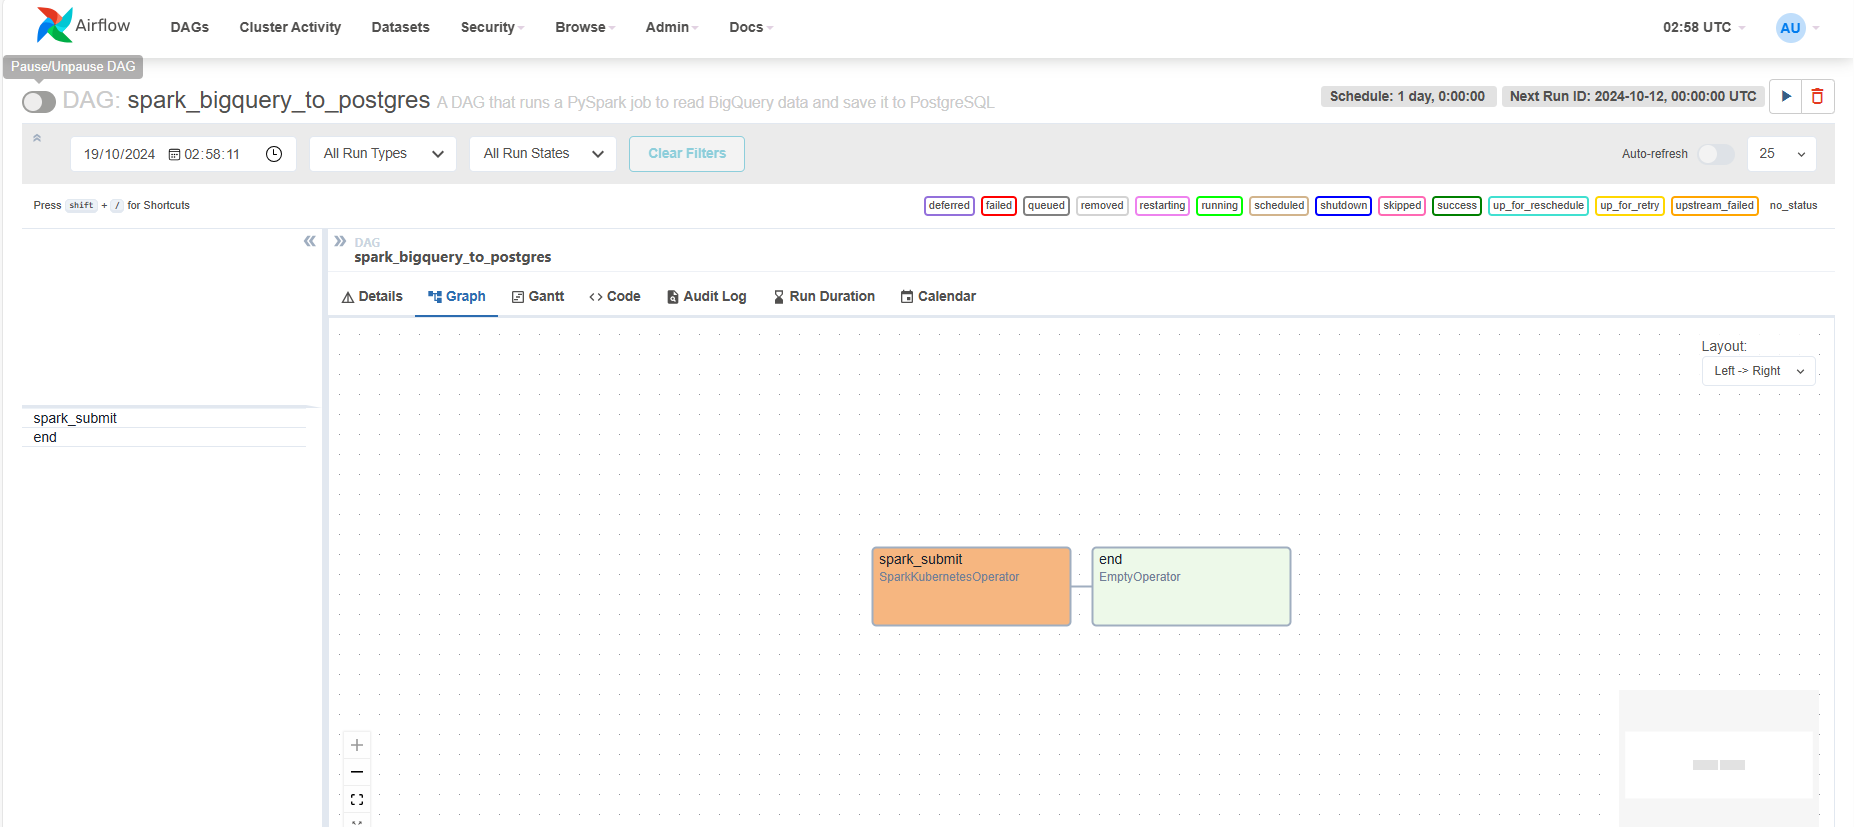 Airflow DAGs Cluster Activity Datasets Security Browse Admin Docs 02:58 UTC AU
Pause/Unpause DAG
DAG: spark_bigquery_to_postgres A DAG that runs a PySpark job to read BigQuery data and save it to PostgreSQL Schedule: 1 day, 0:00:00 Next Run ID: 2024-10-12, 00:00:00 UTC
19/10/2024 02:58:11 All Run Types All Run States Clear Filters Auto-refresh 25
Press shift + / for Shortcuts deferred failed queued removed restarting running scheduled shutdown skipped success up_for_reschedule up_for_retry upstream_failed no_status
DAG
spark_bigquery_to_postgres
Details Graph Gantt Code Audit Log Run Duration Calendar
Layout:
Left -> Right
spark_submit
end
spark_submit
SparkKubernetesOperator
end
EmptyOperator